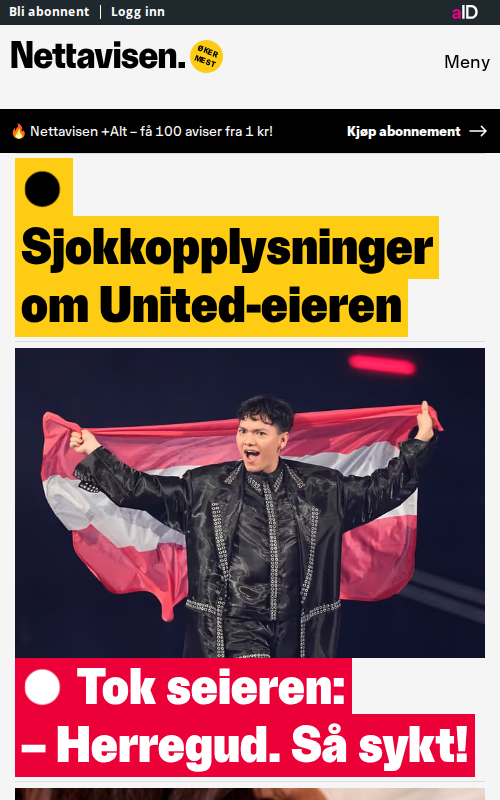 Bli abonnent | Logg inn
aID
Nettavisen.
ØKER
MEST
Meny
🔥 Nettavisen +Alt – få 100 aviser fra 1 kr!
Kjøp abonnement →
Sjokkopplysninger
om United-eieren
Tok seieren:
– Herregud. Så sykt!